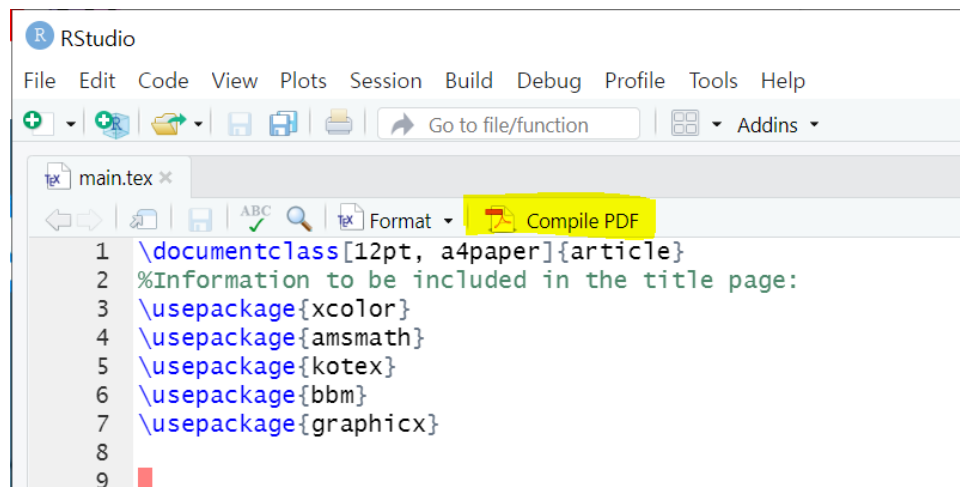 R RStudio
File Edit Code View Plots Session Build Debug Profile Tools Help
R Go to file/function Addins
TEX main.tex
ABC TEX Format Compile PDF
1 \documentclass[12pt, a4paper]{article}
2 %Information to be included in the title page:
3 \usepackage{xcolor}
4 \usepackage{amsmath}
5 \usepackage{kotex}
6 \usepackage{bbm}
7 \usepackage{graphicx}
8
9